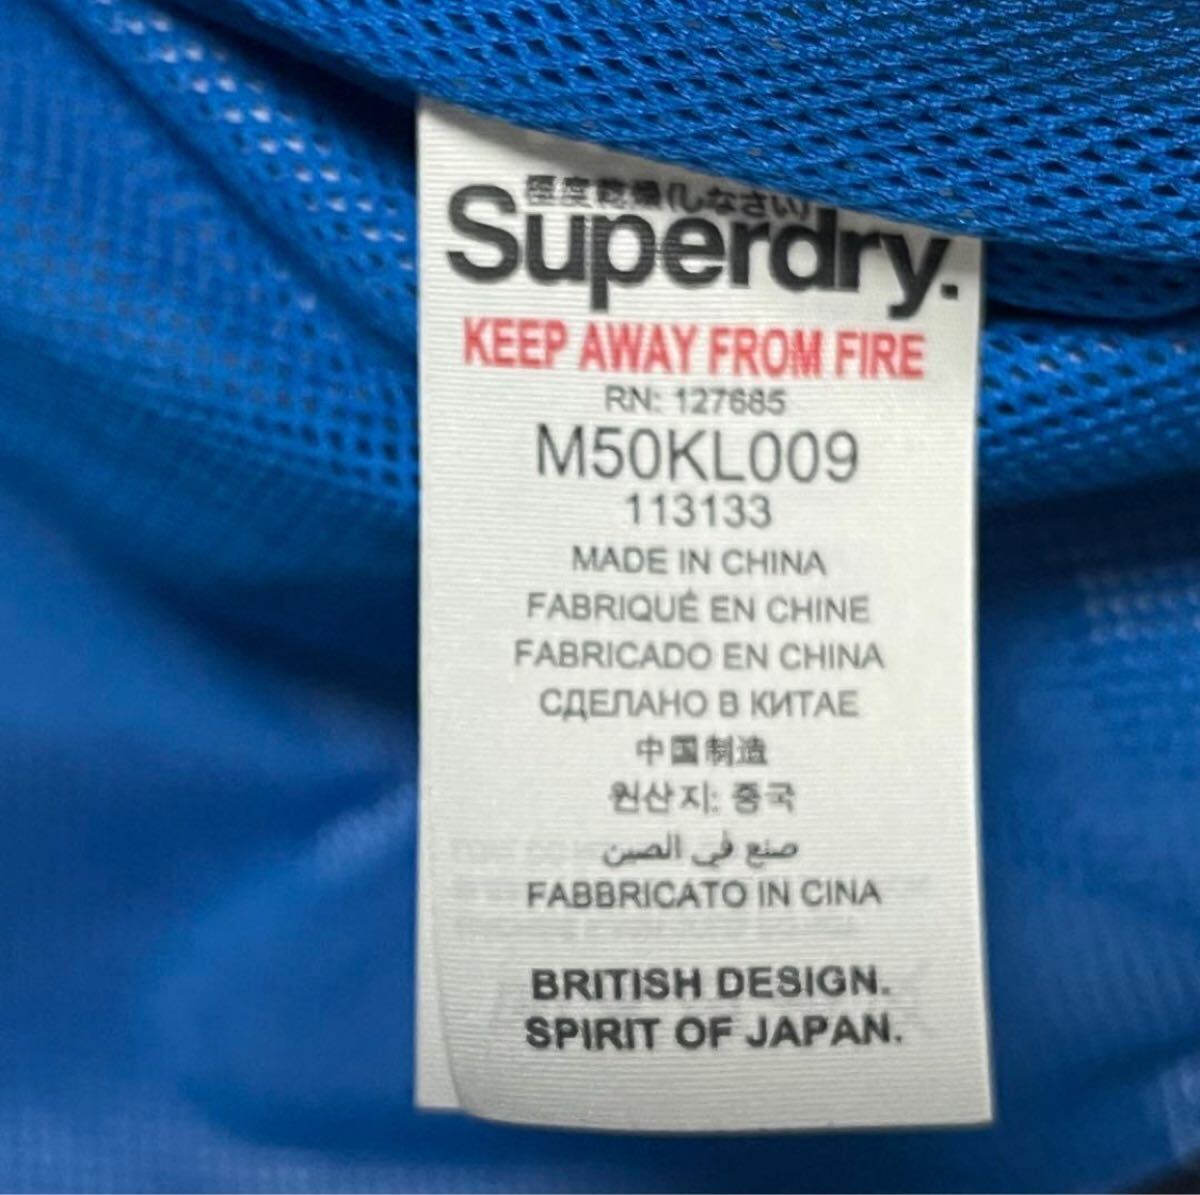 極度乾燥(しなさい)
Superdry.
KEEP AWAY FROM FIRE
RN: 127685
M50KL009
113133
MADE IN CHINA
FABRIQUÉ EN CHINE
FABRICADO EN CHINA
СДЕЛАНО В КИТАЕ
中国制造
원산지: 중국
صنع في الصين
FABBRICATO IN CINA
BRITISH DESIGN.
SPIRIT OF JAPAN.